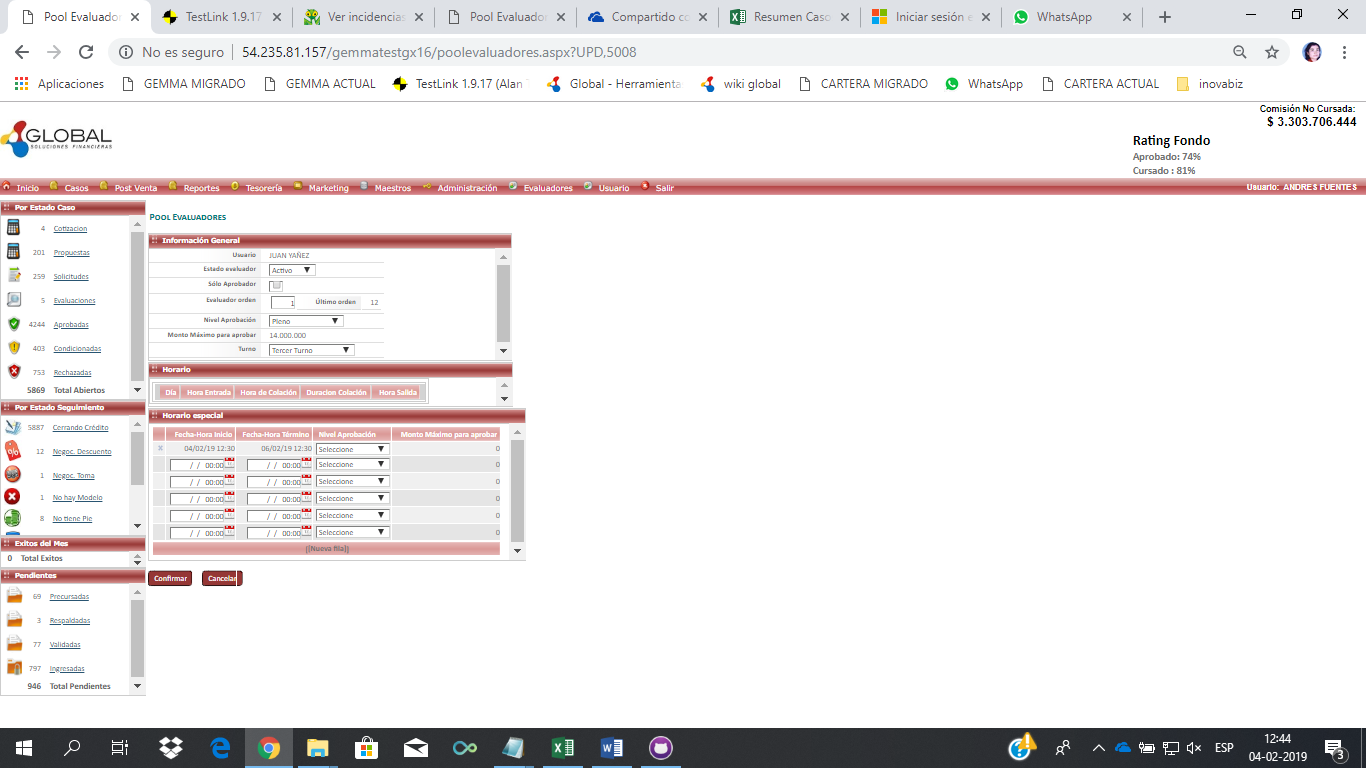 Pool Evaluador
TestLink 1.9.17
Ver incidencias
Pool Evaluador
Compartido co
Resumen Caso
Iniciar sesión e
WhatsApp
No es seguro | 54.235.81.157/gemmatestgx16/poolevaluadores.aspx?UPD,5008
Aplicaciones GEMMA MIGRADO GEMMA ACTUAL TestLink 1.9.17 (Alan Global - Herramienta wiki global CARTERA MIGRADO WhatsApp CARTERA ACTUAL inovabiz
Comisión No Cursada:
$ 3.303.706.444
GLOBAL
SOLUCIONES FINANCIERAS
Rating Fondo
Aprobado: 74%
Cursado : 81%
Inicio Casos Post Venta Reportes Tesorería Marketing Maestros Administración Evaluadores Usuario Salir Usuario: ANDRES FUENTES
Por Estado Caso
4 Cotizacion
201 Propuestas
259 Solicitudes
5 Evaluaciones
4244 Aprobadas
403 Condicionadas
753 Rechazadas
5869 Total Abiertos
Por Estado Seguimiento
5887 Cerrando Crédito
12 Negoc. Descuento
1 Negoc. Toma
1 No hay Modelo
8 No tiene Pie
Exitos del Mes
0 Total Exitos
Pendientes
69 Precursadas
3 Respaldadas
77 Validadas
797 Ingresadas
946 Total Pendientes
POOL EVALUADORES
Información General
Usuario JUAN YAÑEZ
Estado evaluador Activo
Sólo Aprobador
Evaluador orden 1 Último orden 12
Nivel Aprobación Pleno
Monto Máximo para aprobar 14.000.000
Turno Tercer Turno
Horario
Día Hora Entrada Hora de Colación Duracion Colación Hora Salida
Horario especial
Fecha-Hora Inicio Fecha-Hora Término Nivel Aprobación Monto Máximo para aprobar
x 04/02/19 12:30 06/02/19 12:30 Seleccione 0
/ / 00:00 / / 00:00 Seleccione 0
/ / 00:00 / / 00:00 Seleccione 0
/ / 00:00 / / 00:00 Seleccione 0
/ / 00:00 / / 00:00 Seleccione 0
/ / 00:00 / / 00:00 Seleccione 0
[[Nueva fila]]
Confirmar Cancelar
ESP
12:44
04-02-2019
3